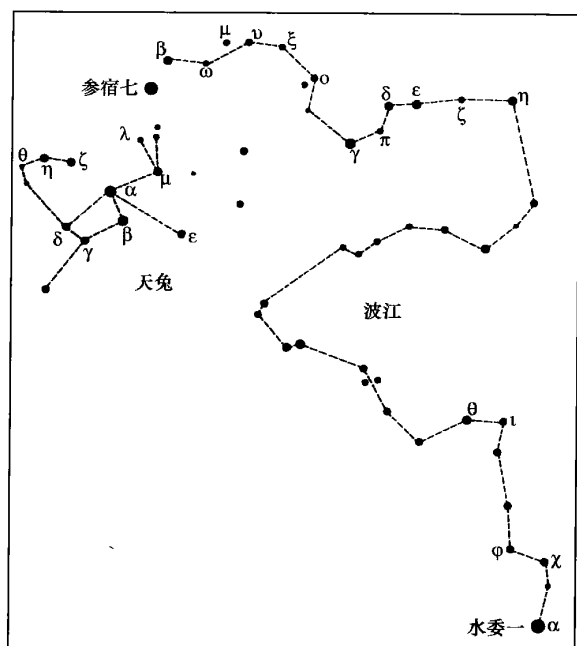 β ω μ υ ξ
ο
参宿七
δ ε ζ η
γ π
λ
θ η ζ
μ
α
β
δ γ ε
天兔
波江
θ ι
φ χ
水委一 α